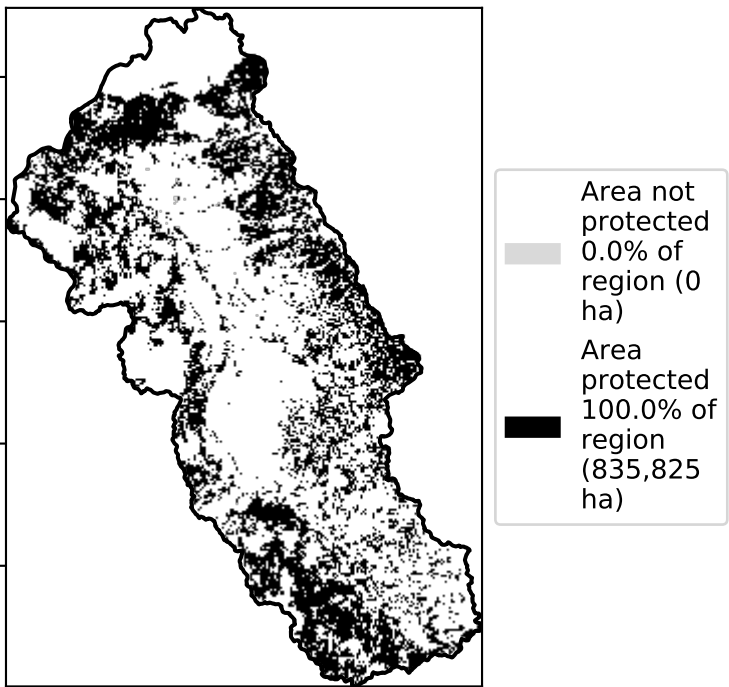 Area not
protected
0.0% of
region (0
ha)
Area
protected
100.0% of
region
(835,825
ha)